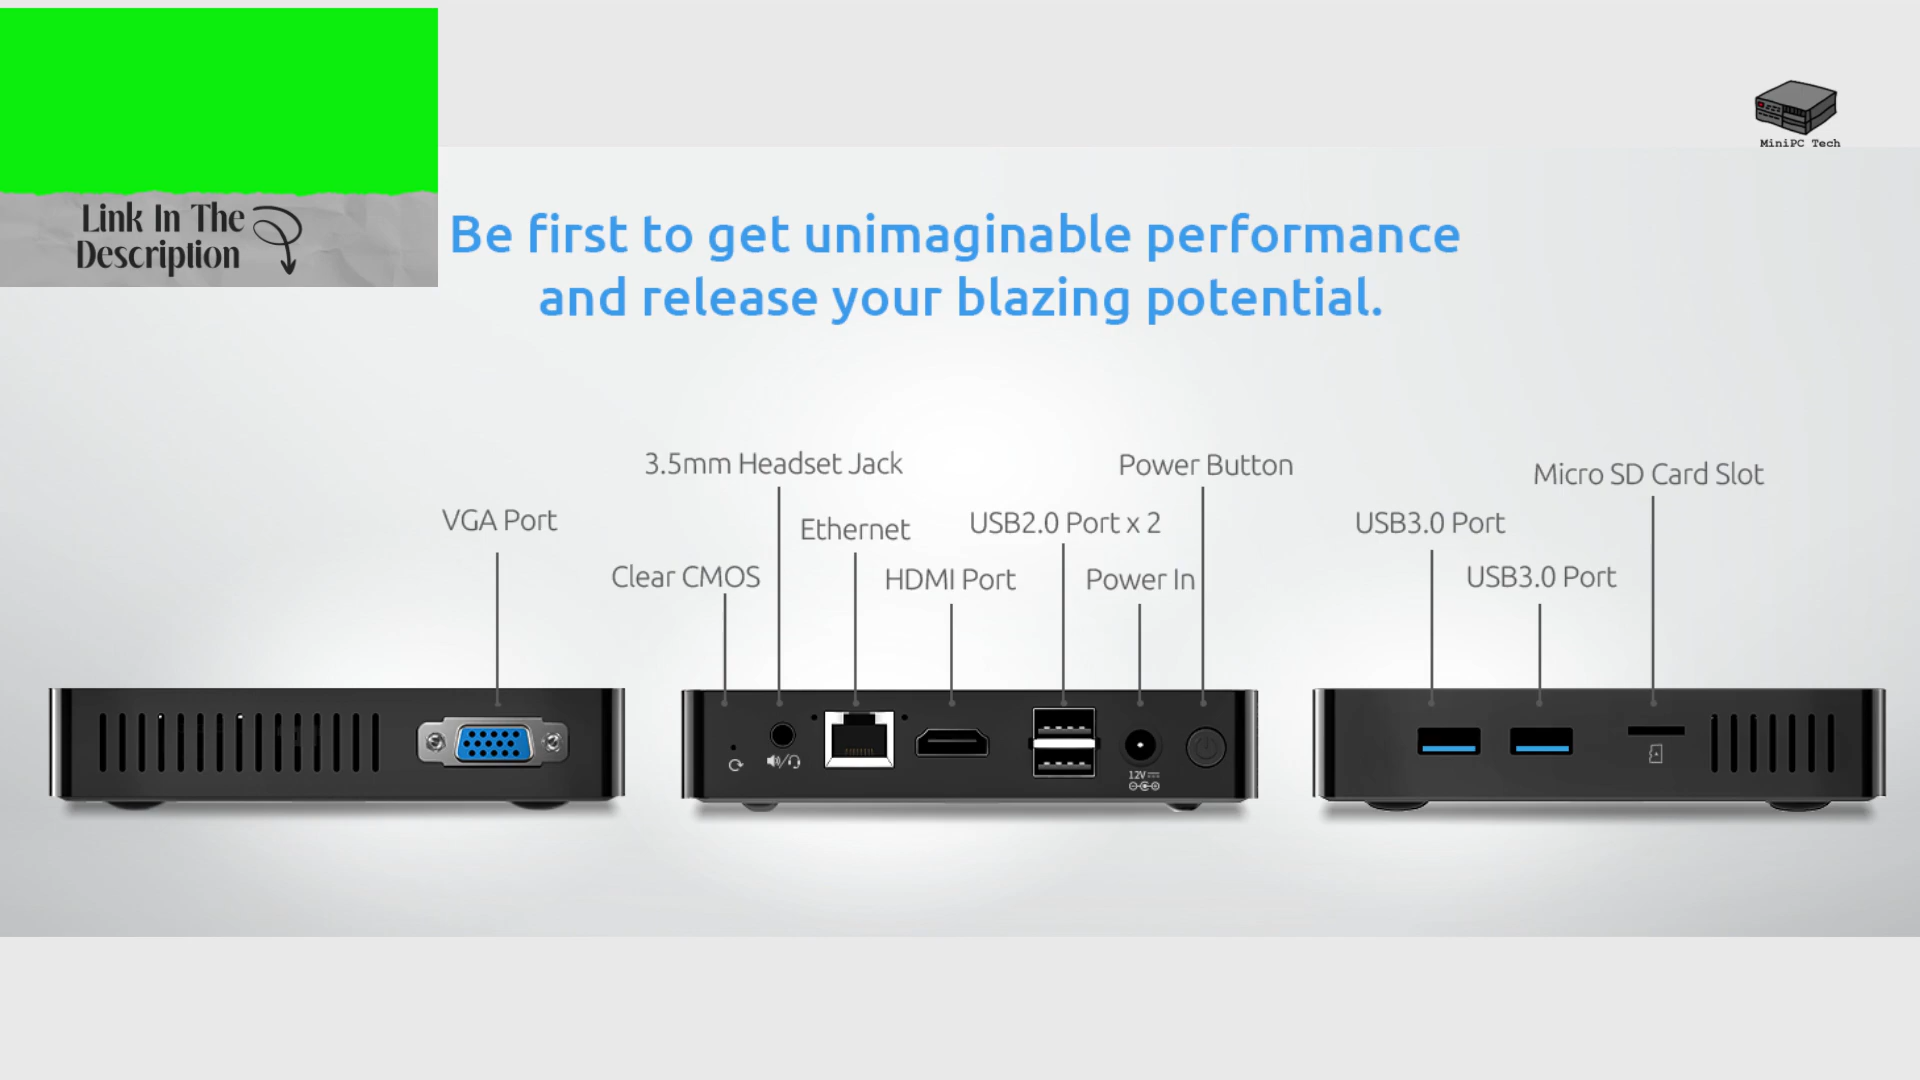 MiniPC Tech
Link In The
Description
Be first to get unimaginable performance
and release your blazing potential.
VGA Port
Clear CMOS
3.5mm Headset Jack
Ethernet
HDMI Port
USB2.0 Port x 2
Power In
Power Button
USB3.0 Port
USB3.0 Port
Micro SD Card Slot
12V